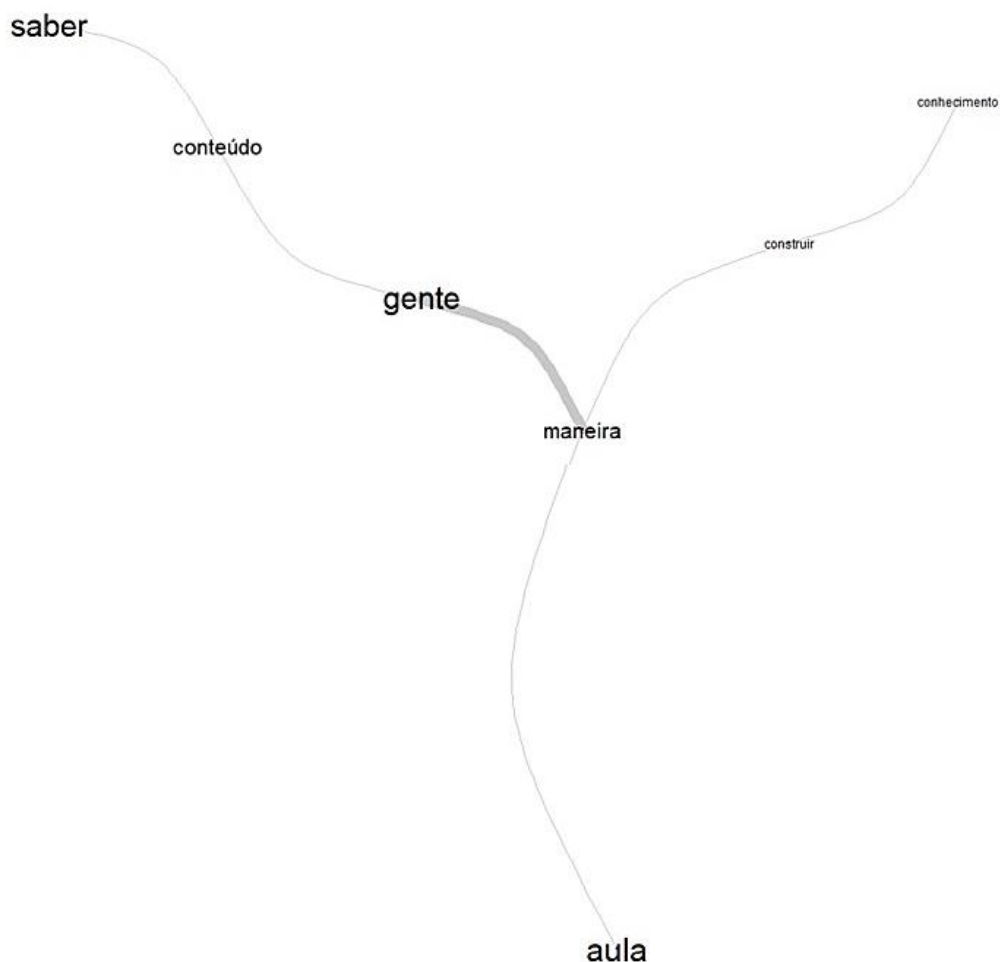 saber
conhecimento
conteúdo
construir
gente
maneira
aula